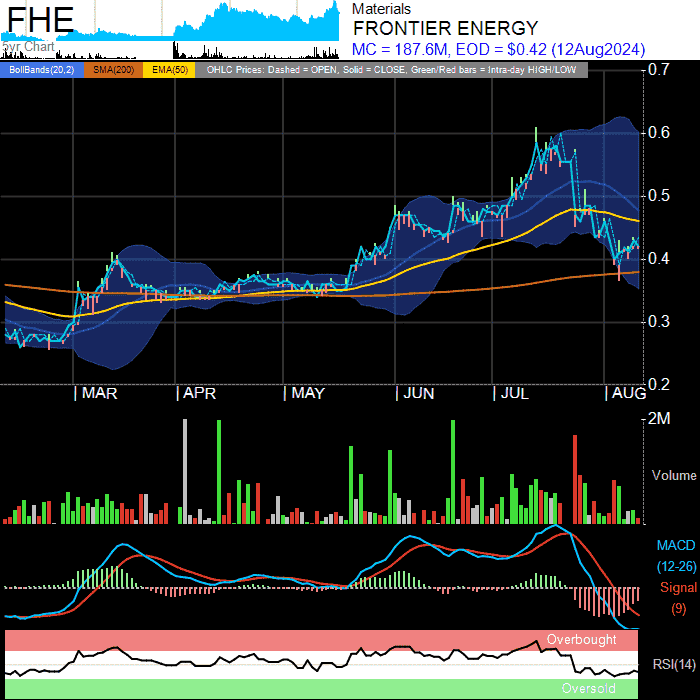 FHE
5yr Chart
Materials
FRONTIER ENERGY
MC = 187.6M, EOD = $0.42 (12Aug2024)
BollBands(20,2) SMA(200) EMA(50) OHLC Prices: Dashed = OPEN, Solid = CLOSE, Green/Red bars = Intra-day HIGH/LOW
0.7
0.6
0.5
0.4
0.3
0.2
MAR APR MAY JUN JUL AUG
2M
Volume
MACD
(12-26)
Signal
(9)
Overbought
RSI(14)
Oversold